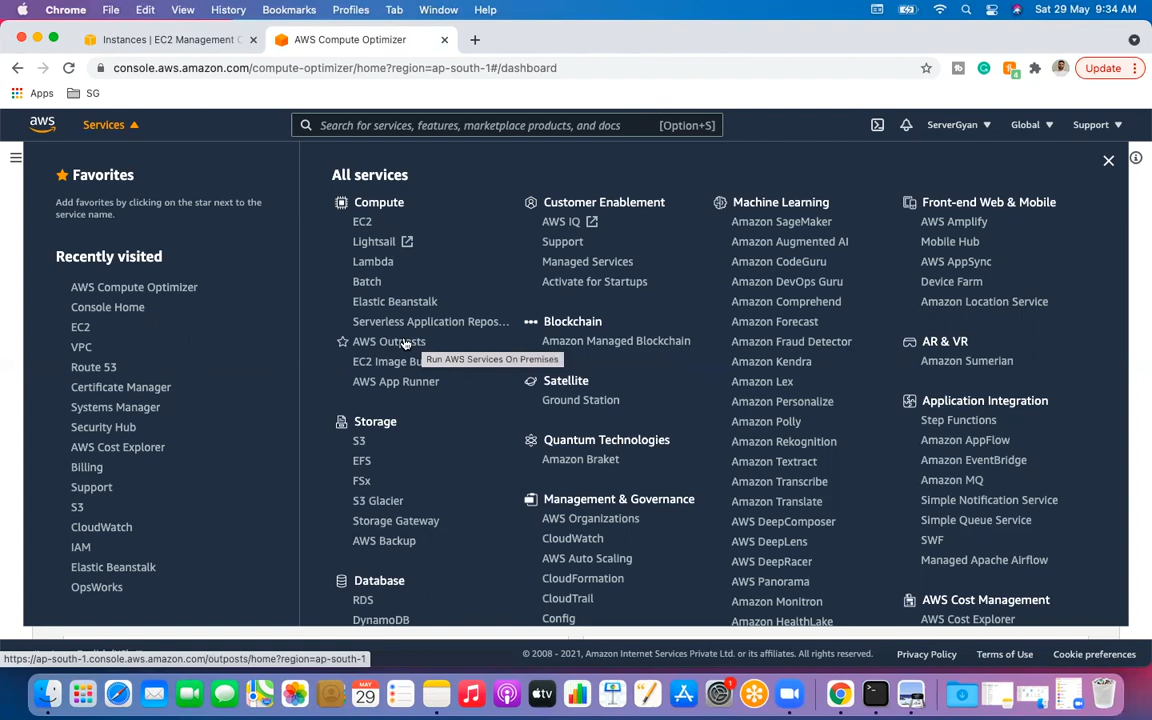 Chrome File Edit View History Bookmarks Profiles Tab Window Help Sat 29 May 9:34 AM
Instances | EC2 Management C
AWS Compute Optimizer
console.aws.amazon.com/compute-optimizer/home?region=ap-south-1#/dashboard
4
Update
Apps SG
aws
Services
Search for services, features, marketplace products, and docs [Option+S]
ServerGyan Global Support
Favorites
Add favorites by clicking on the star next to the
service name.
Recently visited
AWS Compute Optimizer
Console Home
EC2
VPC
Route 53
Certificate Manager
Systems Manager
Security Hub
AWS Cost Explorer
Billing
Support
S3
CloudWatch
IAM
Elastic Beanstalk
OpsWorks
All services
Compute
EC2
Lightsail
Lambda
Batch
Elastic Beanstalk
Serverless Application Repos...
AWS Outposts
Run AWS Services On Premises
EC2 Image Bu
AWS App Runner
Storage
S3
EFS
FSx
S3 Glacier
Storage Gateway
AWS Backup
Database
RDS
DynamoDB
Customer Enablement
AWS IQ
Support
Managed Services
Activate for Startups
Blockchain
Amazon Managed Blockchain
Satellite
Ground Station
Quantum Technologies
Amazon Braket
Management & Governance
AWS Organizations
CloudWatch
AWS Auto Scaling
CloudFormation
CloudTrail
Config
Machine Learning
Amazon SageMaker
Amazon Augmented AI
Amazon CodeGuru
Amazon DevOps Guru
Amazon Comprehend
Amazon Forecast
Amazon Fraud Detector
Amazon Kendra
Amazon Lex
Amazon Personalize
Amazon Polly
Amazon Rekognition
Amazon Textract
Amazon Transcribe
Amazon Translate
AWS DeepComposer
AWS DeepLens
AWS DeepRacer
AWS Panorama
Amazon Monitron
Amazon HealthLake
Front-end Web & Mobile
AWS Amplify
Mobile Hub
AWS AppSync
Device Farm
Amazon Location Service
AR & VR
Amazon Sumerian
Application Integration
Step Functions
Amazon AppFlow
Amazon EventBridge
Amazon MQ
Simple Notification Service
Simple Queue Service
SWF
Managed Apache Airflow
AWS Cost Management
AWS Cost Explorer
https://ap-south-1.console.aws.amazon.com/outposts/home?region=ap-south-1
© 2008 - 2021, Amazon Internet Services Private Ltd. or its affiliates. All rights reserved. Privacy Policy Terms of Use Cookie preferences
MAY
29
tv
1